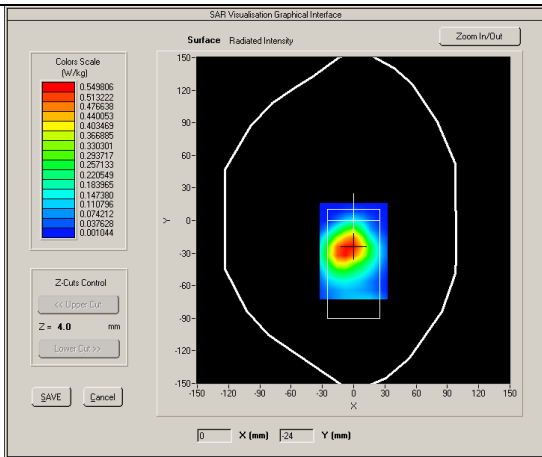 SAR Visualisation Graphical Interface
Surface Radiated Intensity
Zoom In/Out
Colors Scale
(W/kg)
0.549806
0.513222
0.476638
0.440053
0.403469
0.366885
0.330301
0.293717
0.257133
0.220549
0.183965
0.147380
0.110796
0.074212
0.037628
0.001044
Z-Cuts Control
<< Upper Cut
Z = 4.0 mm
Lower Cut >>
SAVE
Cancel
150
120
90
60
30
0
-30
-60
-90
-120
-150
Y
-150 -120 -90 -60 -30 0 30 60 90 120 150
X
0 X (mm) -24 Y (mm)